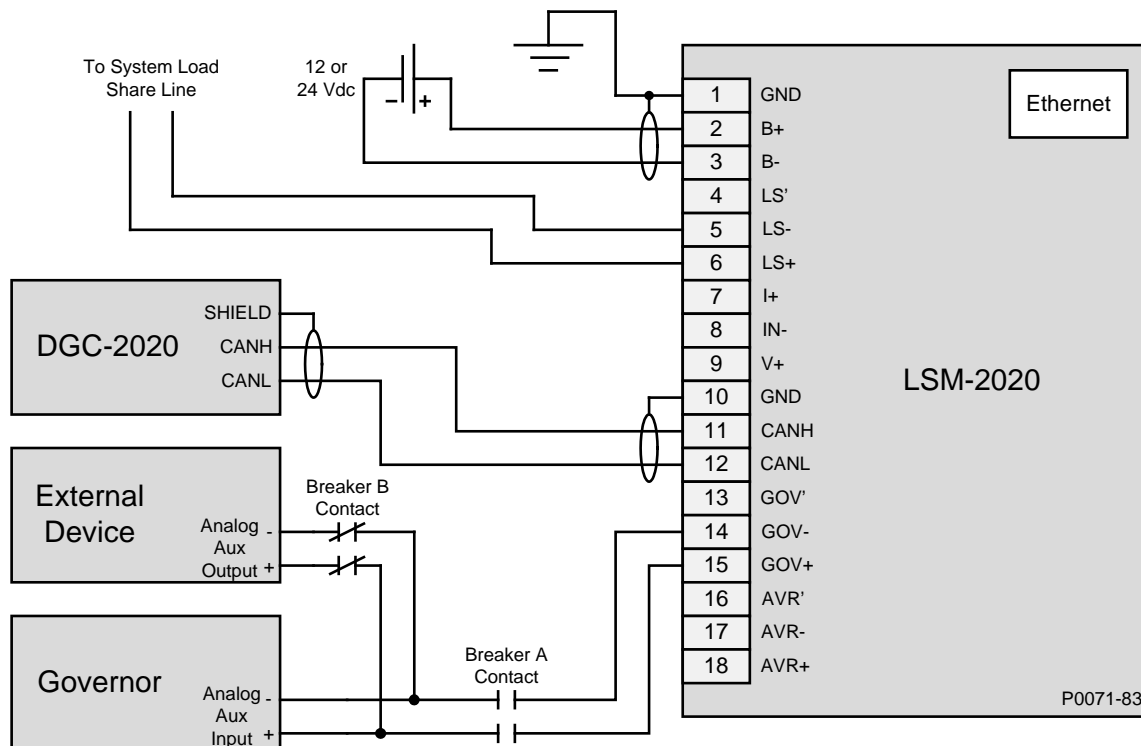 To System Load
Share Line
12 or
24 Vdc
− +
Ethernet
1 GND
2 B+
3 B-
4 LS'
5 LS-
6 LS+
7 I+
8 IN-
9 V+
10 GND
11 CANH
12 CANL
13 GOV'
14 GOV-
15 GOV+
16 AVR'
17 AVR-
18 AVR+
LSM-2020
P0071-83
DGC-2020
SHIELD
CANH
CANL
External
Device
Analog -
Aux
Output +
Breaker B
Contact
Governor
Analog -
Aux
Input +
Breaker A
Contact